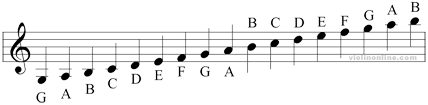 B C D E F G A B
G A B C D E F G A
violinonline.com